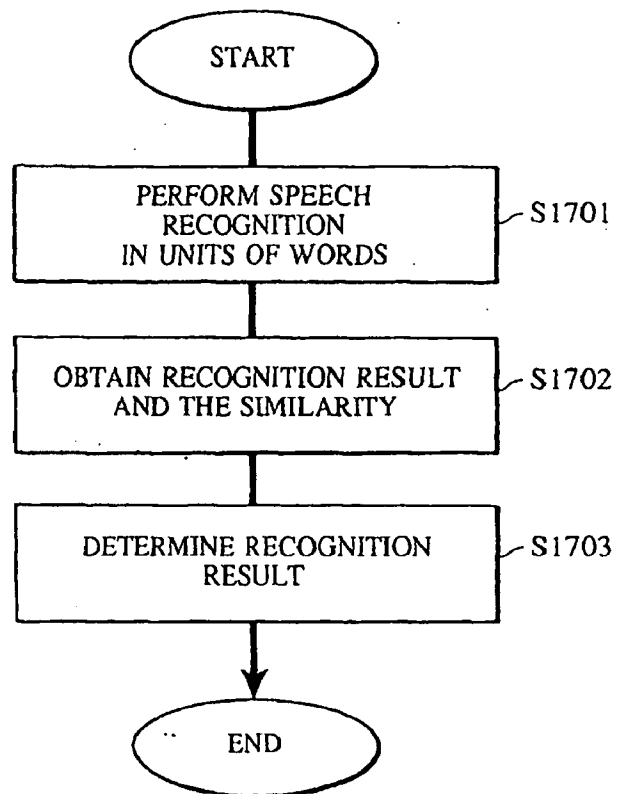 START
PERFORM SPEECH
RECOGNITION
IN UNITS OF WORDS
S1701
OBTAIN RECOGNITION RESULT
AND THE SIMILARITY
S1702
DETERMINE RECOGNITION
RESULT
S1703
END